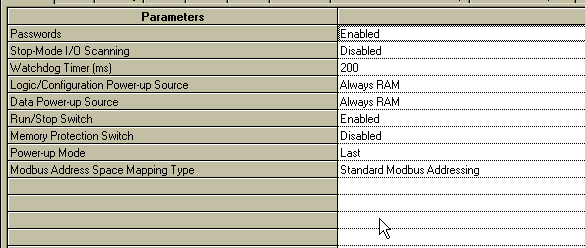 Parameters
Passwords Enabled
Stop-Mode I/O Scanning Disabled
Watchdog Timer (ms) 200
Logic/Configuration Power-up Source Always RAM
Data Power-up Source Always RAM
Run/Stop Switch Enabled
Memory Protection Switch Disabled
Power-up Mode Last
Modbus Address Space Mapping Type Standard Modbus Addressing